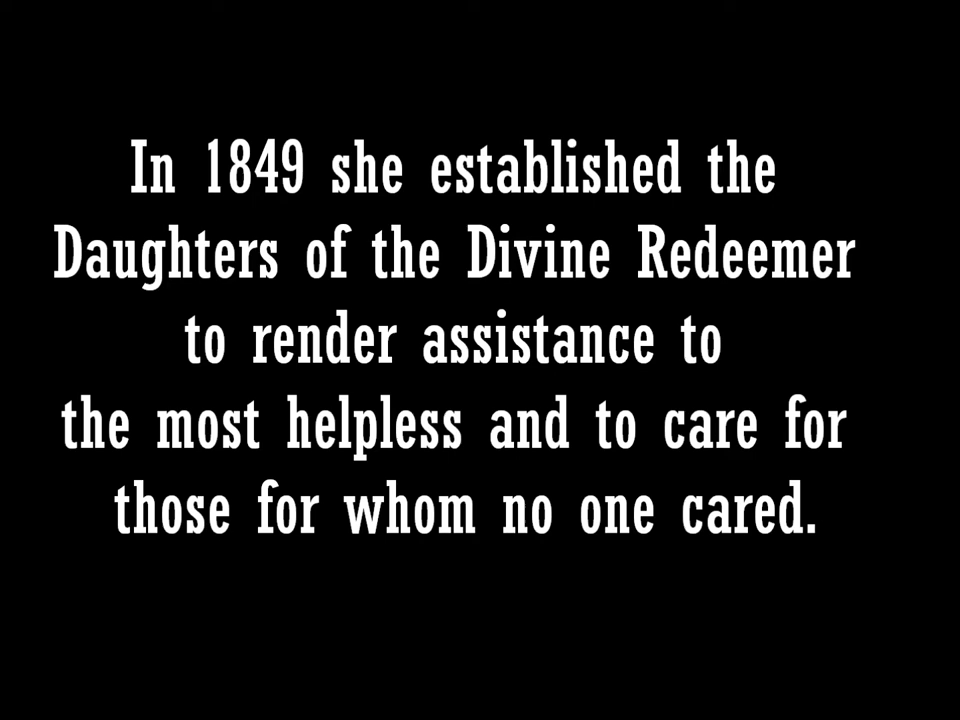 In 1849 she established the
Daughters of the Divine Redeemer
to render assistance to
the most helpless and to care for
those for whom no one cared.